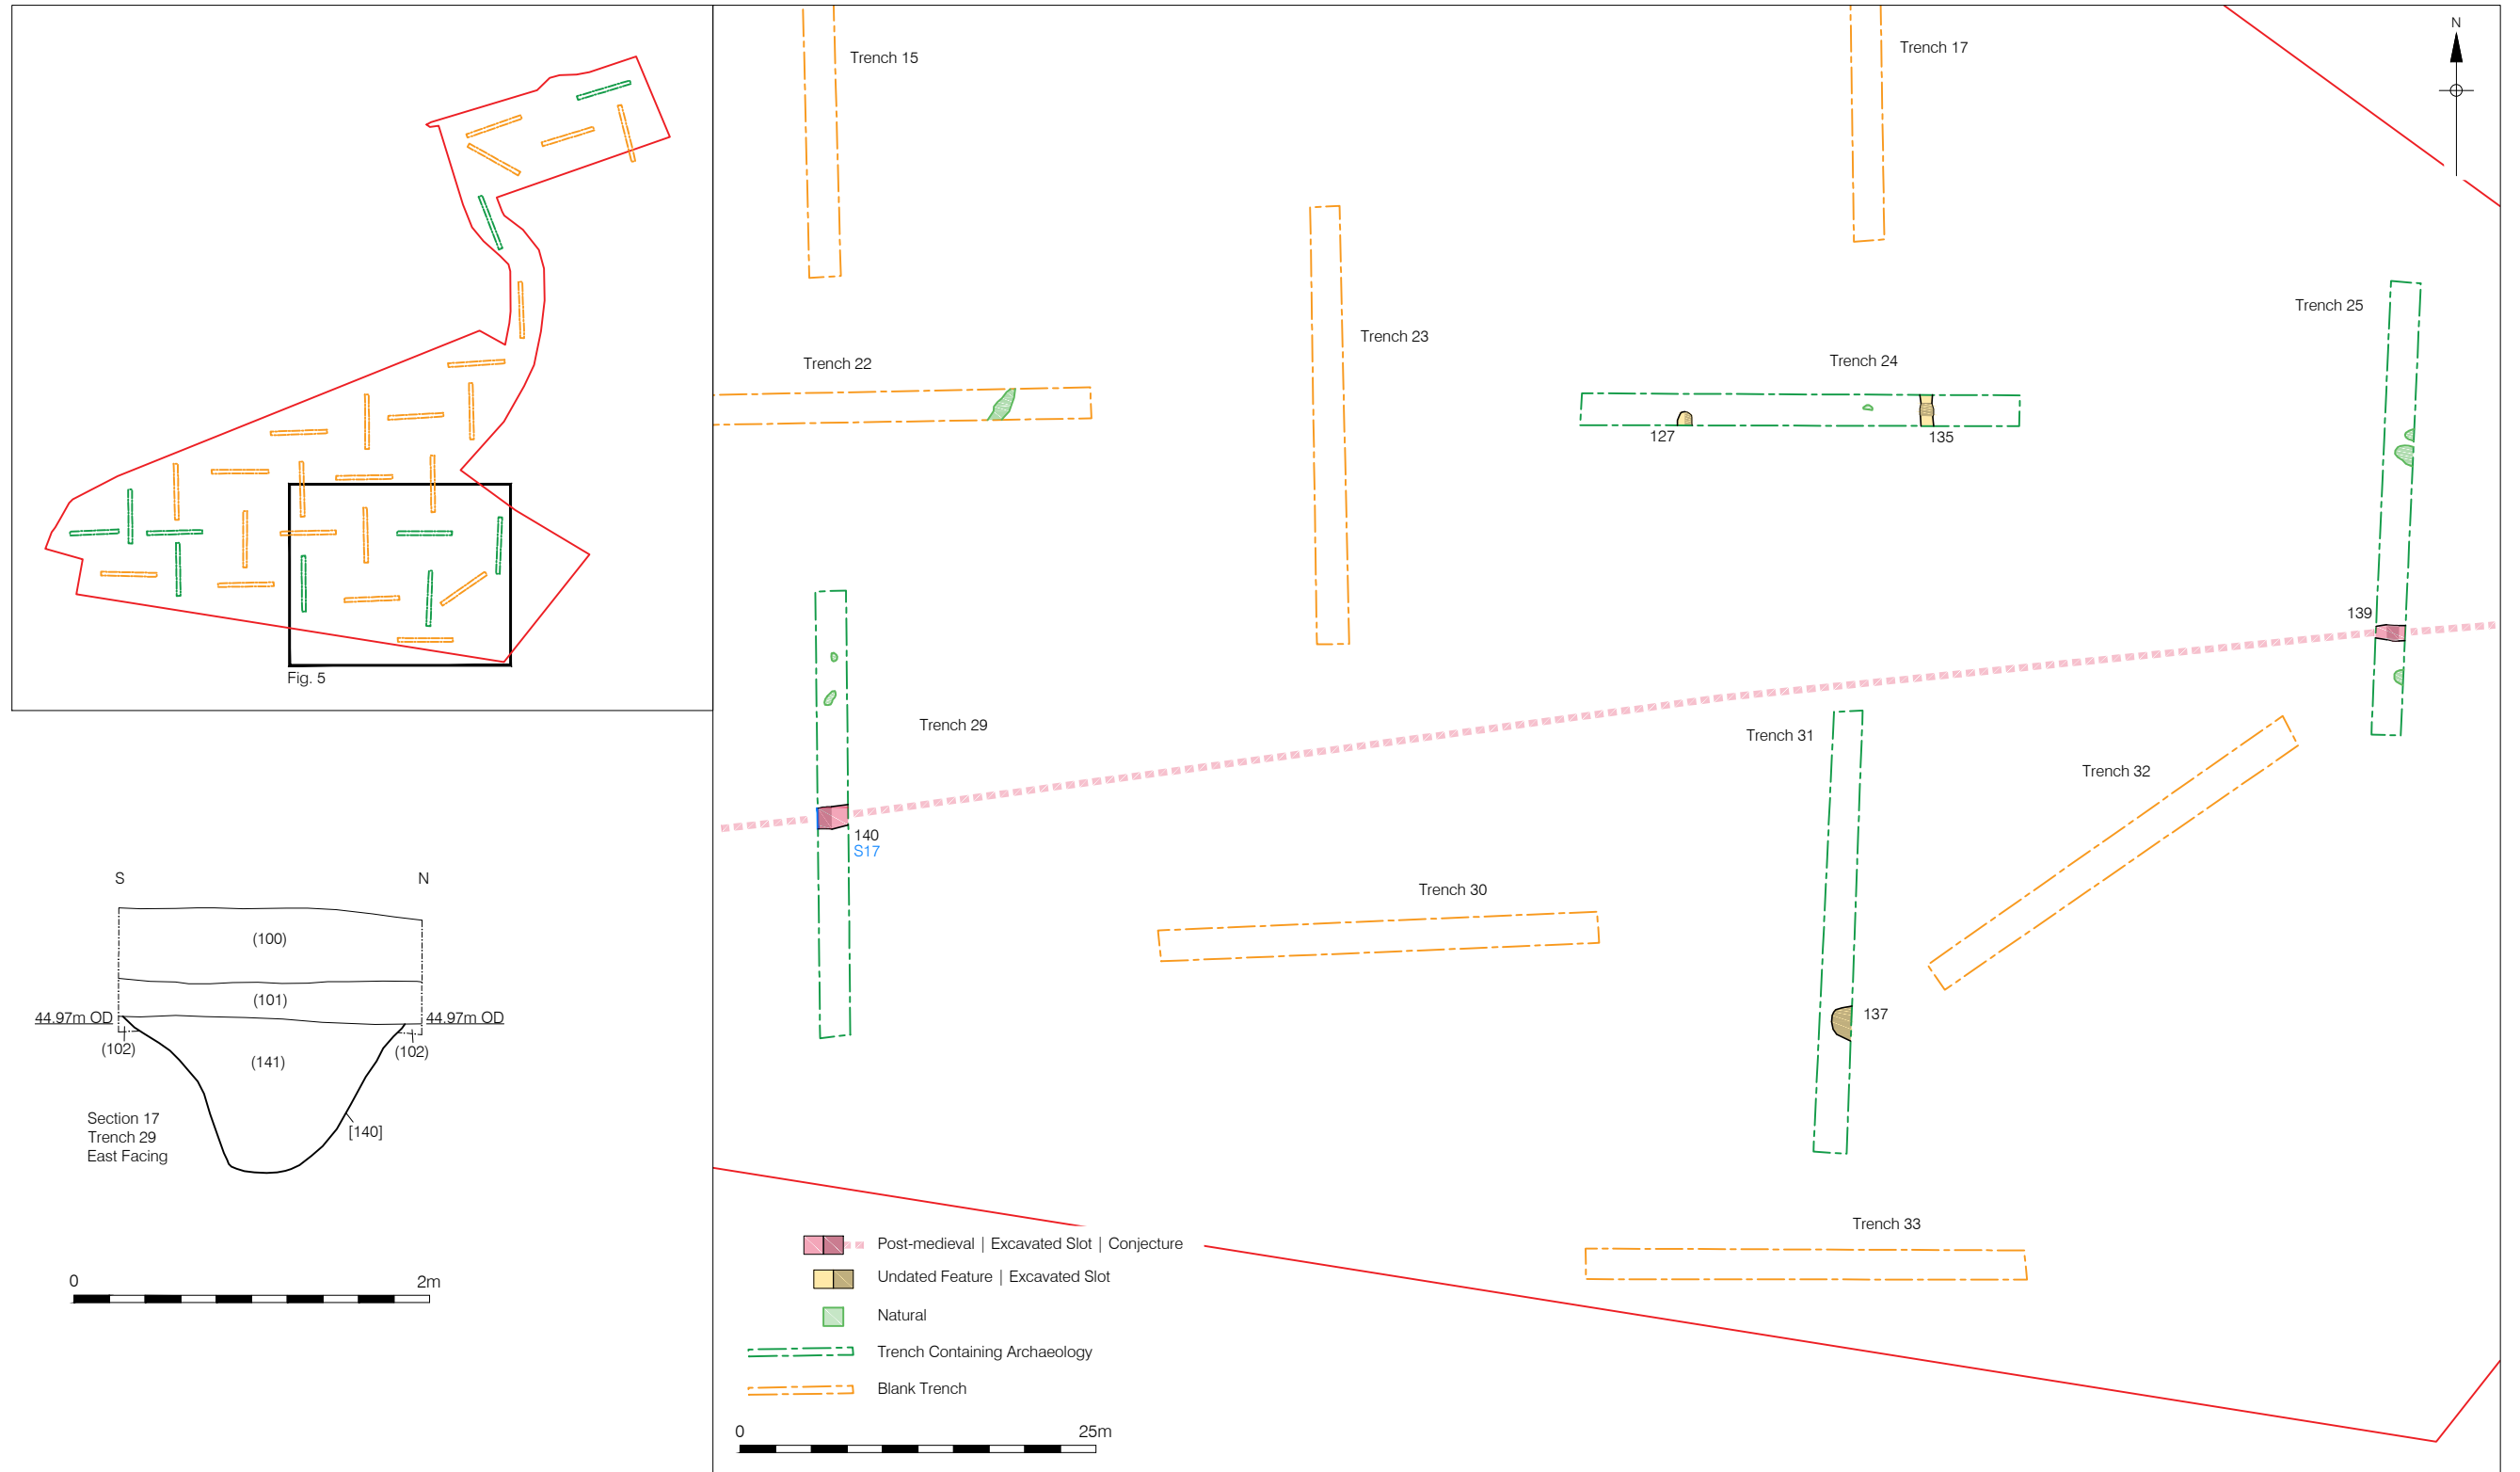 Fig. 5
S
N
(100)
(101)
44.97m OD
44.97m OD
(102)
(102)
(141)
[140]
Section 17
Trench 29
East Facing
0
2m
N
Trench 15
Trench 17
Trench 25
Trench 23
Trench 22
Trench 24
127
135
139
Trench 29
Trench 31
Trench 32
140
S17
Trench 30
137
Trench 33
Post-medieval | Excavated Slot | Conjecture
Undated Feature | Excavated Slot
Natural
Trench Containing Archaeology
Blank Trench
0
25m